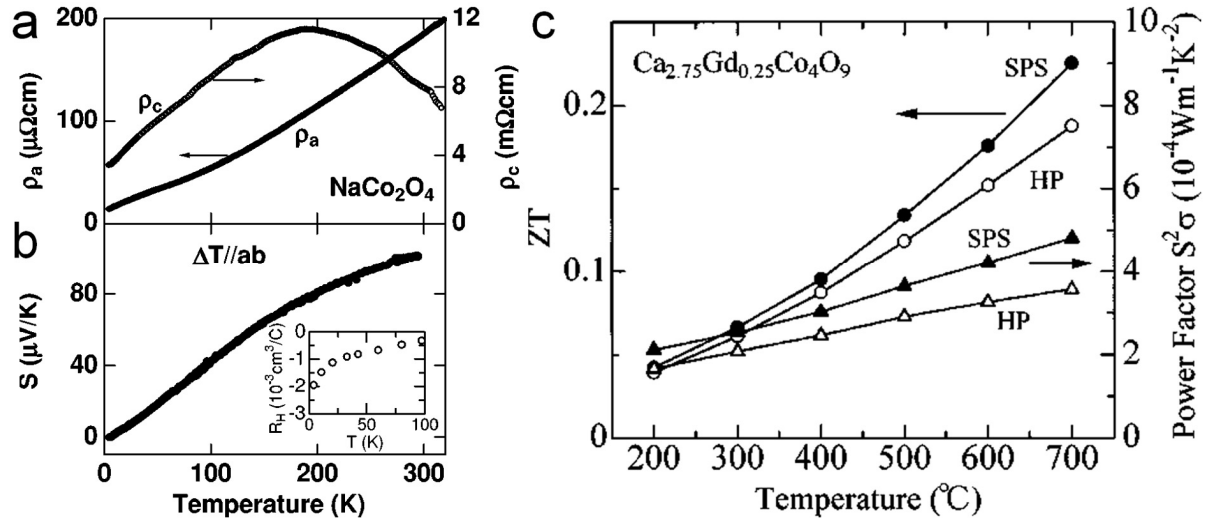 a
200
100
0
ρa (μΩcm)
12
8
4
0
ρc (mΩcm)
ρc
ρa
NaCo2O4
b
ΔT//ab
80
40
0
S (μV/K)
0
-1
-2
-3
RH (10-3cm3/C)
0 50 100
T (K)
0 100 200 300
Temperature (K)
c
Ca2.75Gd0.25Co4O9
SPS
HP
SPS
HP
0.2
0.1
0
ZT
10
8
6
4
2
0
Power Factor S2σ (10-4Wm-1K-2)
200 300 400 500 600 700
Temperature (℃)